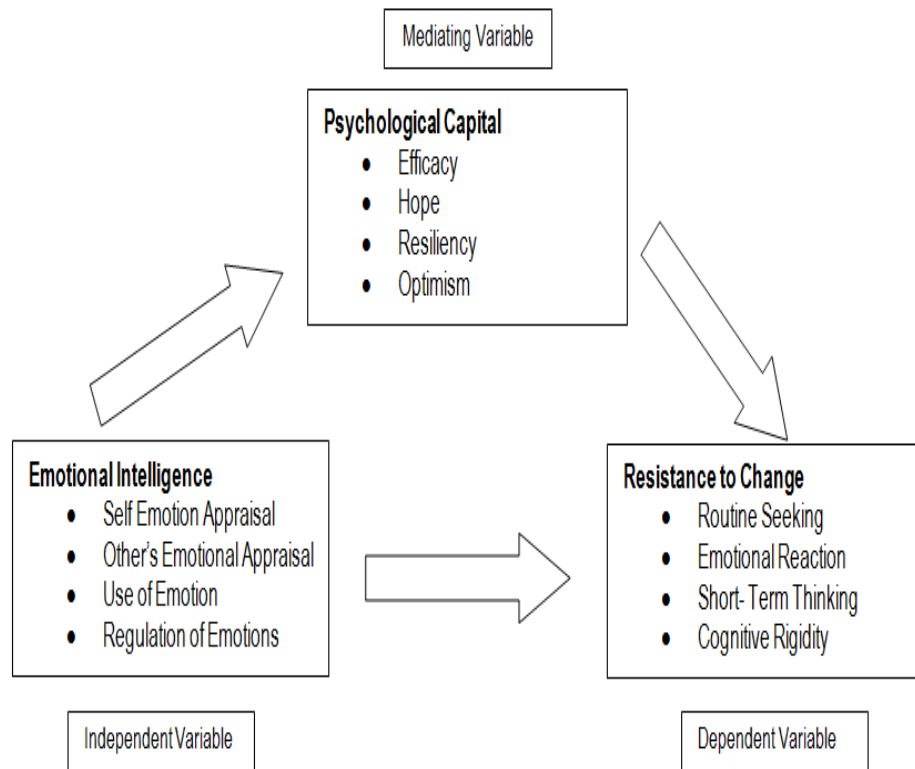 Mediating Variable
Psychological Capital
• Efficacy
• Hope
• Resiliency
• Optimism
Emotional Intelligence
• Self Emotion Appraisal
• Other's Emotional Appraisal
• Use of Emotion
• Regulation of Emotions
Resistance to Change
• Routine Seeking
• Emotional Reaction
• Short- Term Thinking
• Cognitive Rigidity
Independent Variable
Dependent Variable